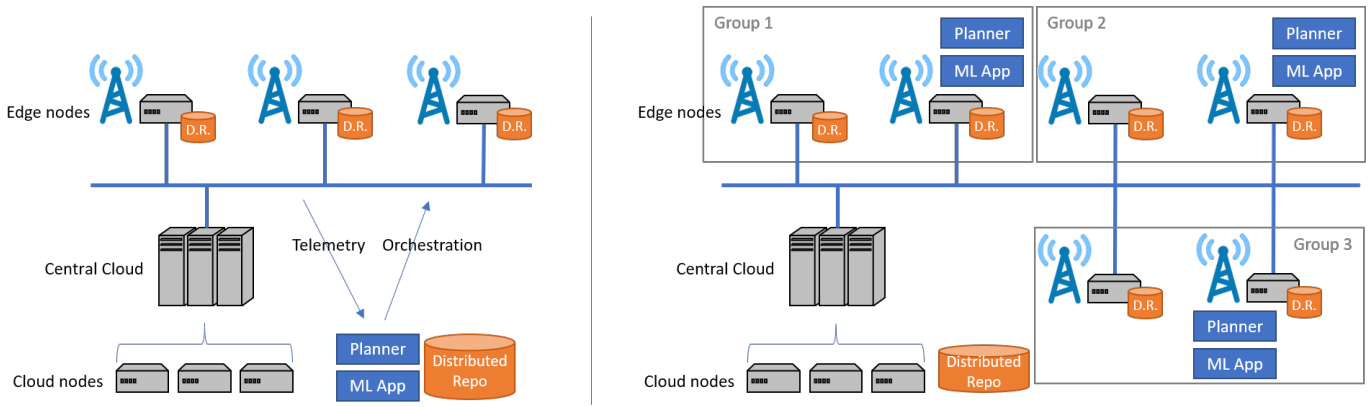 Edge nodes
D.R.
D.R.
D.R.
Telemetry
Orchestration
Central Cloud
Planner
ML App
Distributed
Repo
Cloud nodes
Group 1
Planner
ML App
Group 2
Planner
ML App
Edge nodes
D.R.
D.R.
D.R.
D.R.
Central Cloud
Group 3
D.R.
D.R.
Planner
ML App
Cloud nodes
Distributed
Repo